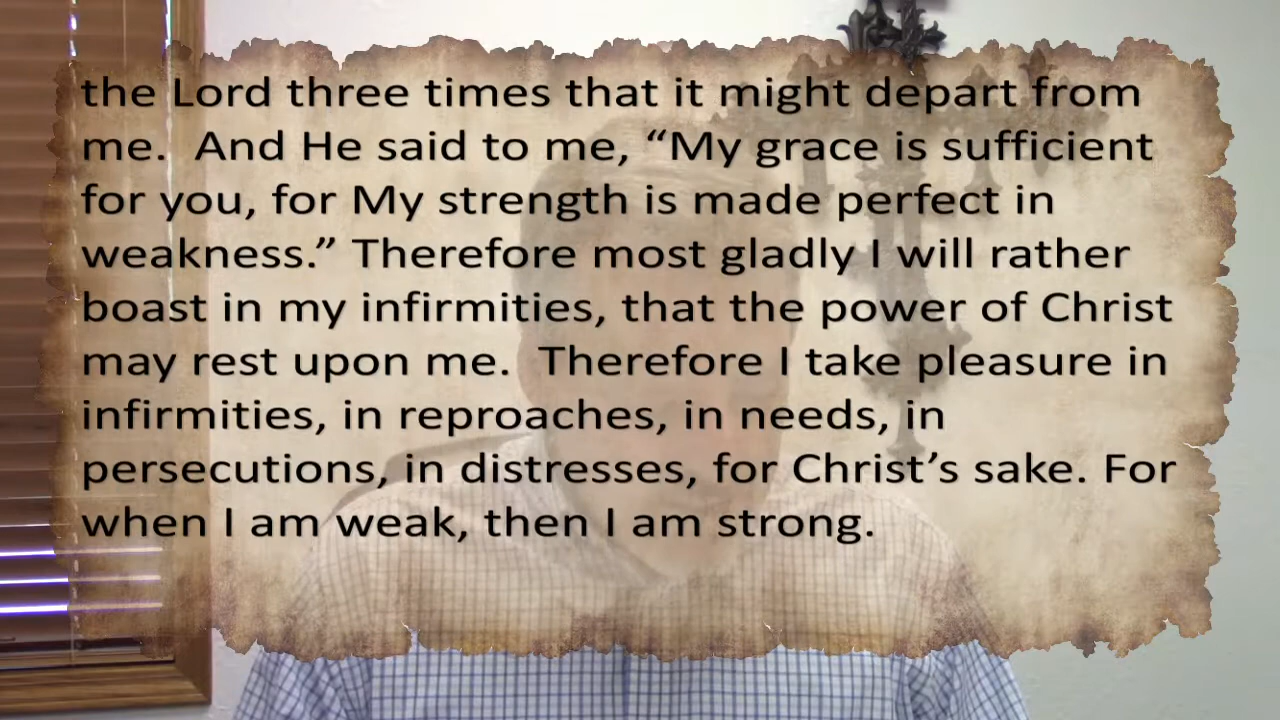 the Lord three times that it might depart from
me.  And He said to me, “My grace is sufficient
for you, for My strength is made perfect in
weakness.” Therefore most gladly I will rather
boast in my infirmities, that the power of Christ
may rest upon me.  Therefore I take pleasure in
infirmities, in reproaches, in needs, in
persecutions, in distresses, for Christ’s sake. For
when I am weak, then I am strong.